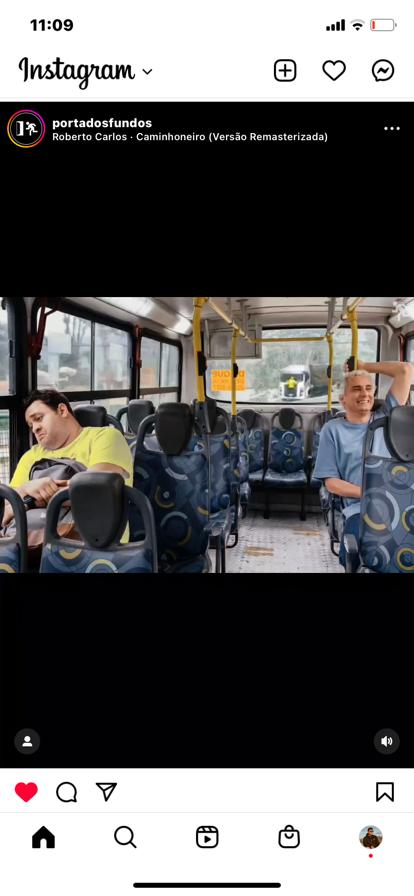 11:09
Instagram
portadosfundos
Roberto Carlos · Caminhoneiro (Versão Remasterizada)